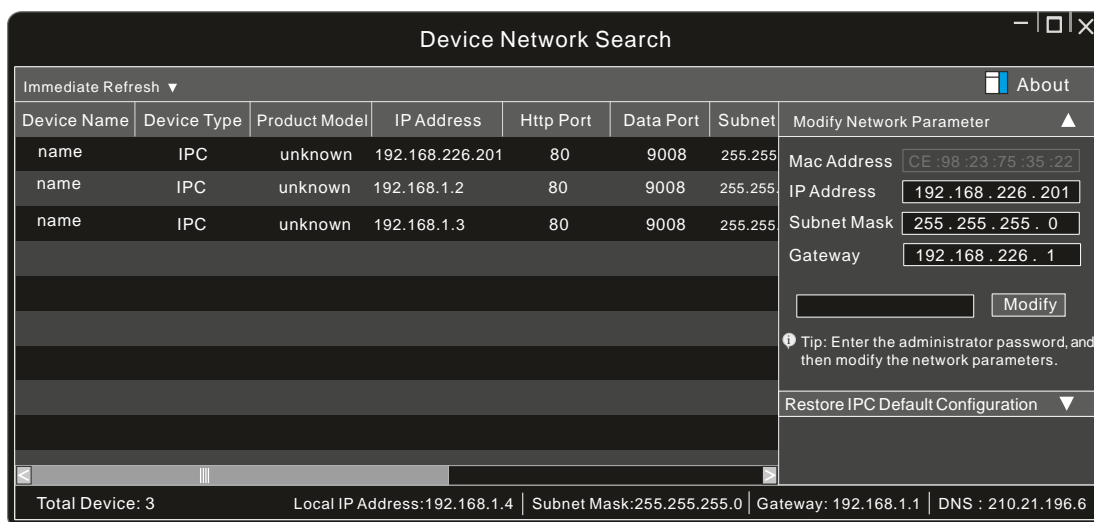 Device Network Search
Immediate Refresh ▼
About
Device Name Device Type Product Model IP Address Http Port Data Port Subnet
name IPC unknown 192.168.226.201 80 9008 255.255
name IPC unknown 192.168.1.2 80 9008 255.255.
name IPC unknown 192.168.1.3 80 9008 255.255.
Modify Network Parameter ▲
Mac Address CE :98 :23 :75 :35 :22
IP Address 192 .168 . 226 . 201
Subnet Mask 255 . 255 . 255 . 0
Gateway 192 .168 . 226 . 1
Modify
Tip: Enter the administrator password, and
then modify the network parameters.
Restore IPC Default Configuration ▼
Total Device: 3 Local IP Address:192.168.1.4 Subnet Mask:255.255.255.0 Gateway: 192.168.1.1 DNS : 210.21.196.6